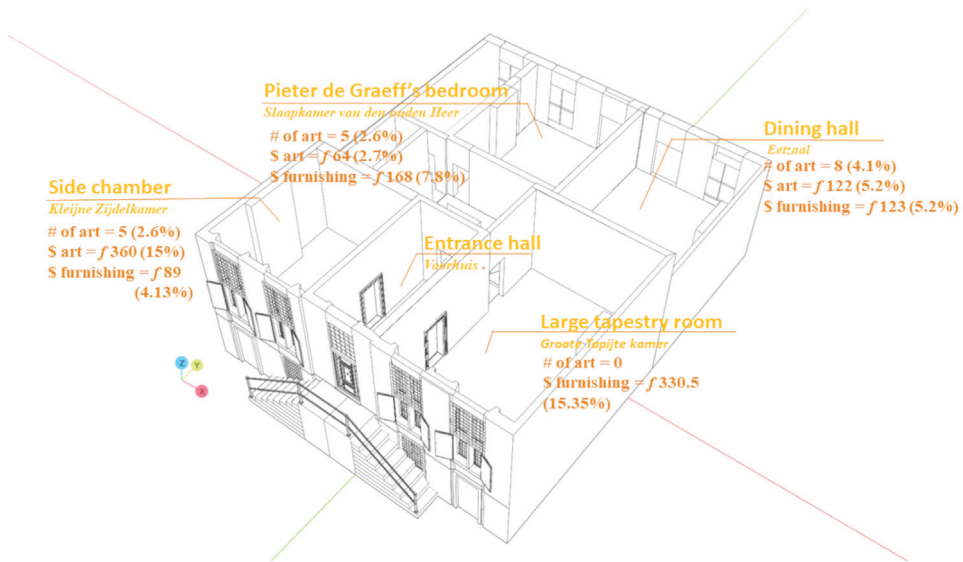 Pieter de Graeff's bedroom
Slaapkamer van den ouden Heer
# of art = 5 (2.6%)
$ art = ƒ 64 (2.7%)
$ furnishing = ƒ 168 (7.8%)
Dining hall
Eetzaal
# of art = 8 (4.1%)
$ art = ƒ 122 (5.2%)
$ furnishing = ƒ 123 (5.2%)
Side chamber
Kleijne Zijdelkamer
# of art = 5 (2.6%)
$ art = ƒ 360 (15%)
$ furnishing = ƒ 89
(4.13%)
Entrance hall
Voorhuis
Large tapestry room
Groote Tapijte kamer
# of art = 0
$ furnishing = ƒ 330.5
(15.35%)
Z
Y
X